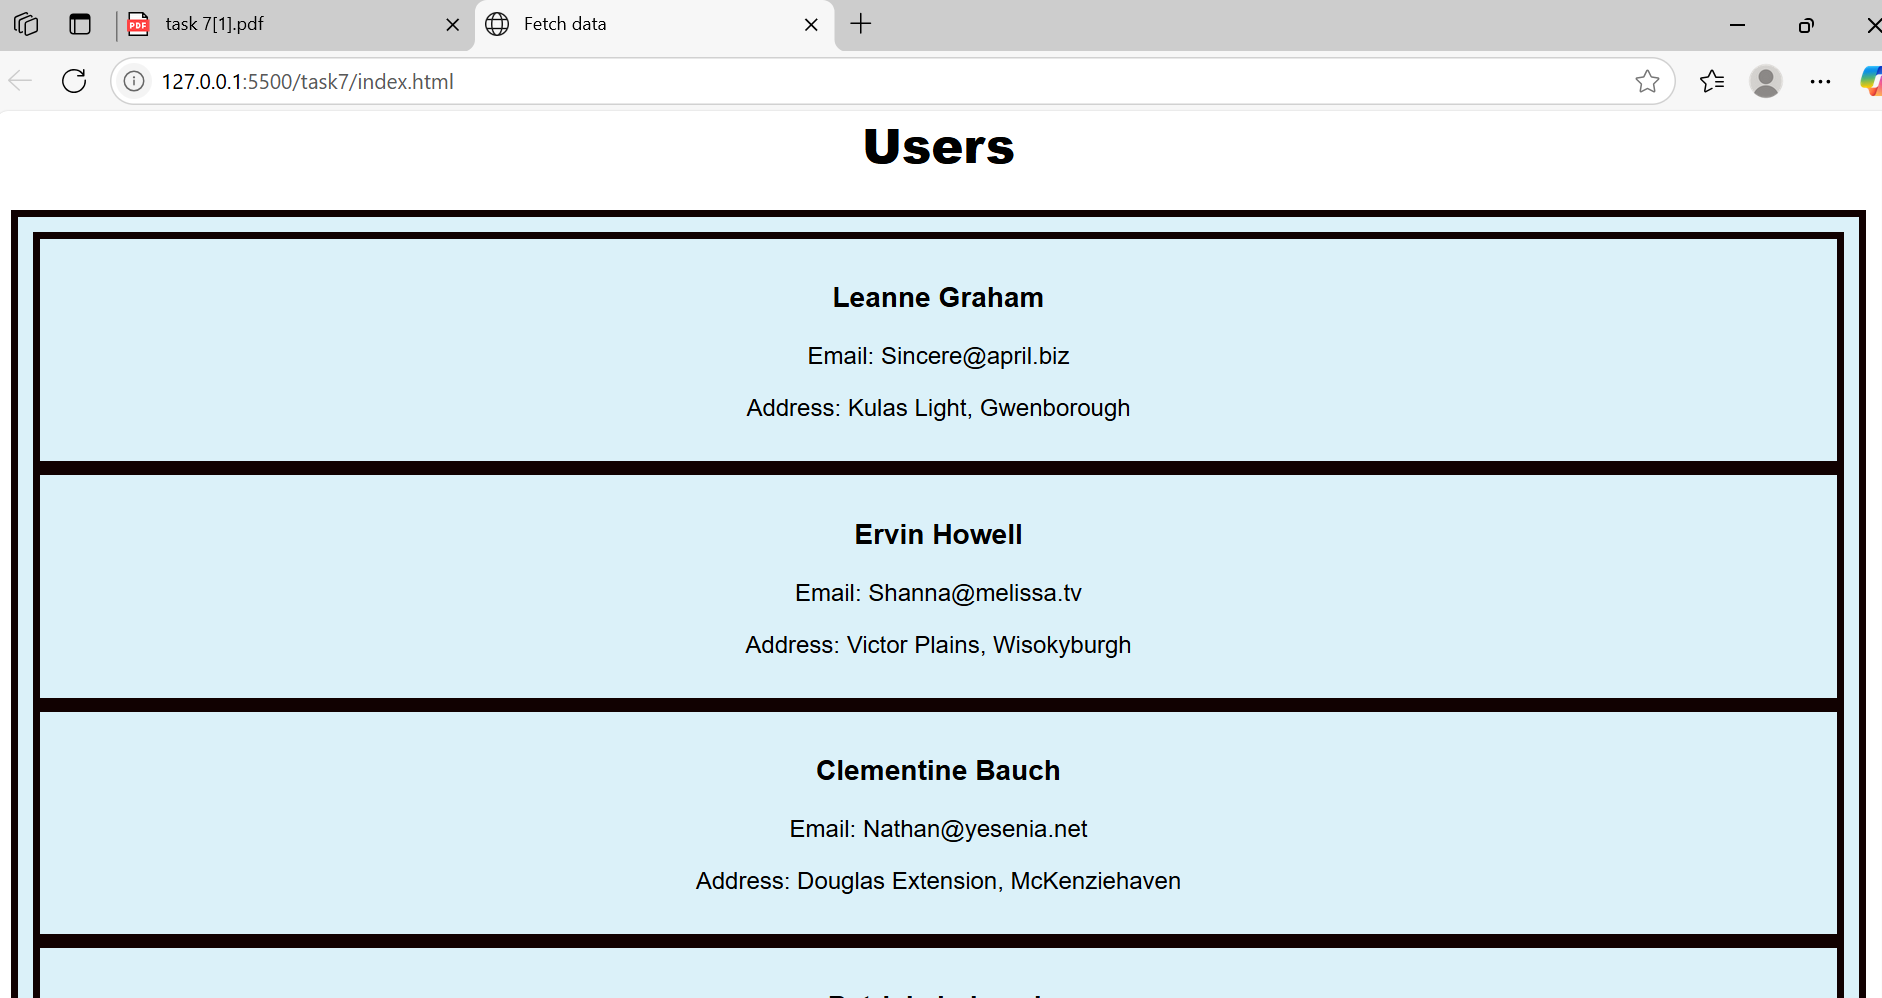 task 7[1].pdf
Fetch data
127.0.0.1:5500/task7/index.html
Users
Leanne Graham
Email: Sincere@april.biz
Address: Kulas Light, Gwenborough
Ervin Howell
Email: Shanna@melissa.tv
Address: Victor Plains, Wisokyburgh
Clementine Bauch
Email: Nathan@yesenia.net
Address: Douglas Extension, McKenziehaven